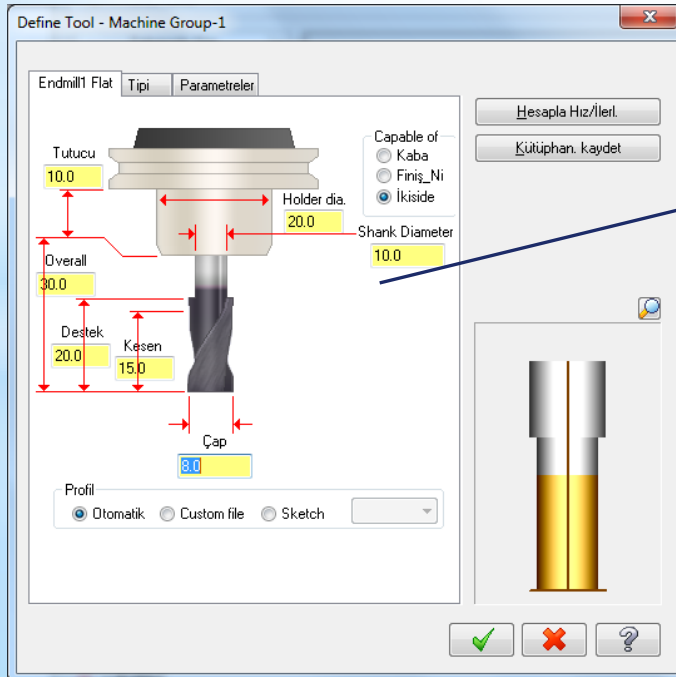 Define Tool - Machine Group-1
Endmill1 Flat Tipi Parametreler
Hesapla Hız/İlerl.
Kütüphan. kaydet
Capable of
Kaba
Finiş_Ni
İkiside
Tutucu
10.0
Holder dia.
20.0
Shank Diameter
10.0
Overall
30.0
Destek
20.0
Kesen
15.0
Çap
8.0
Profil
Otomatik Custom file Sketch